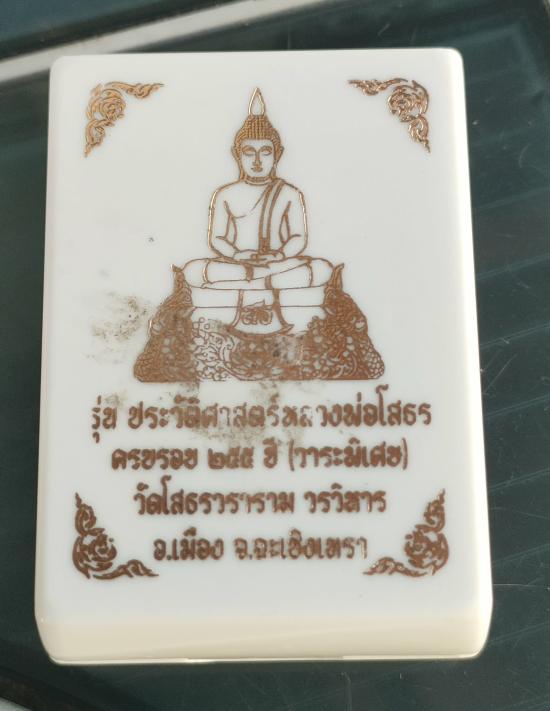 รุ่น ประวัติศาสตร์หลวงพ่อโสธร
ครบรอบ ๒๕๕ ปี (วาระพิเศษ)
วัดโสธรวราราม วรวิหาร
อ.เมือง จ.ฉะเชิงเทรา